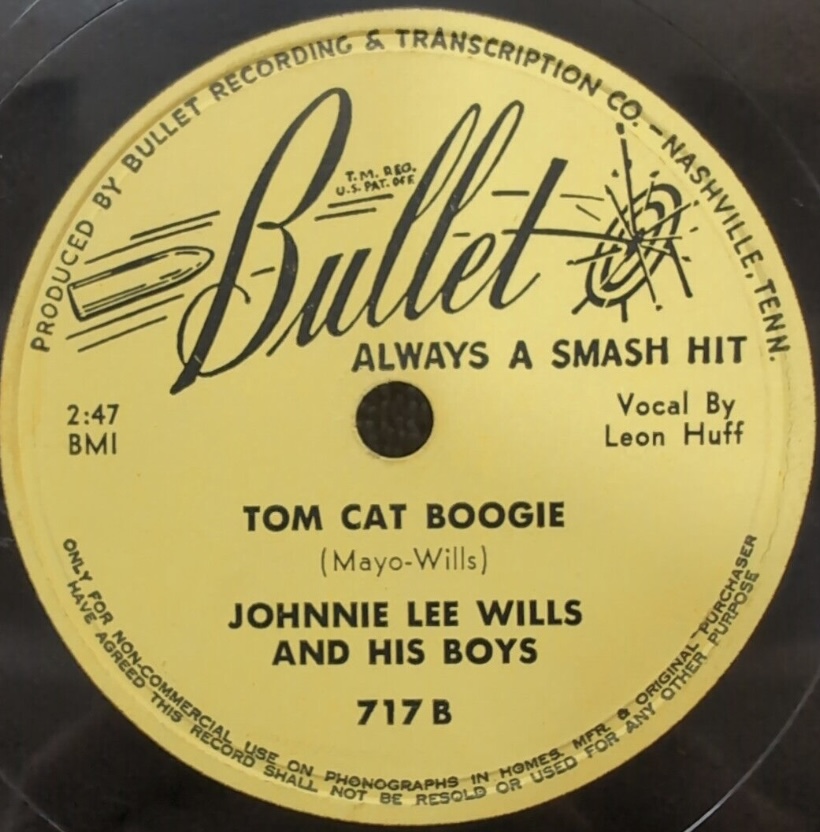 PRODUCED BY BULLET RECORDING & TRANSCRIPTION CO. - NASHVILLE, TENN.
T.M. REG.
U.S. PAT. OFF.
Bullet
ALWAYS A SMASH HIT
2:47
BMI
Vocal By
Leon Huff
TOM CAT BOOGIE
(Mayo-Wills)
JOHNNIE LEE WILLS
AND HIS BOYS
717 B
ONLY FOR NON-COMMERCIAL USE ON PHONOGRAPHS IN HOMES. MFR. & ORIGINAL PURCHASER
HAVE AGREED THIS RECORD SHALL NOT BE RESOLD OR USED FOR ANY OTHER PURPOSE